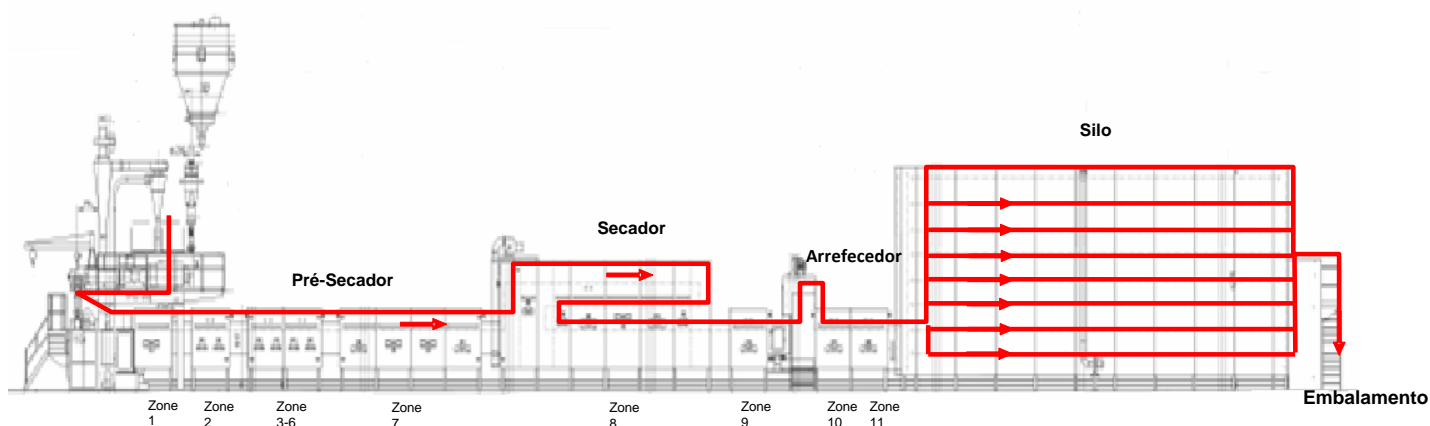 Silo
Secador
Arrefecedor
Pré-Secador
Embalamento
Zone 1
Zone 2
Zone 3-6
Zone 7
Zone 8
Zone 9
Zone 10
Zone 11